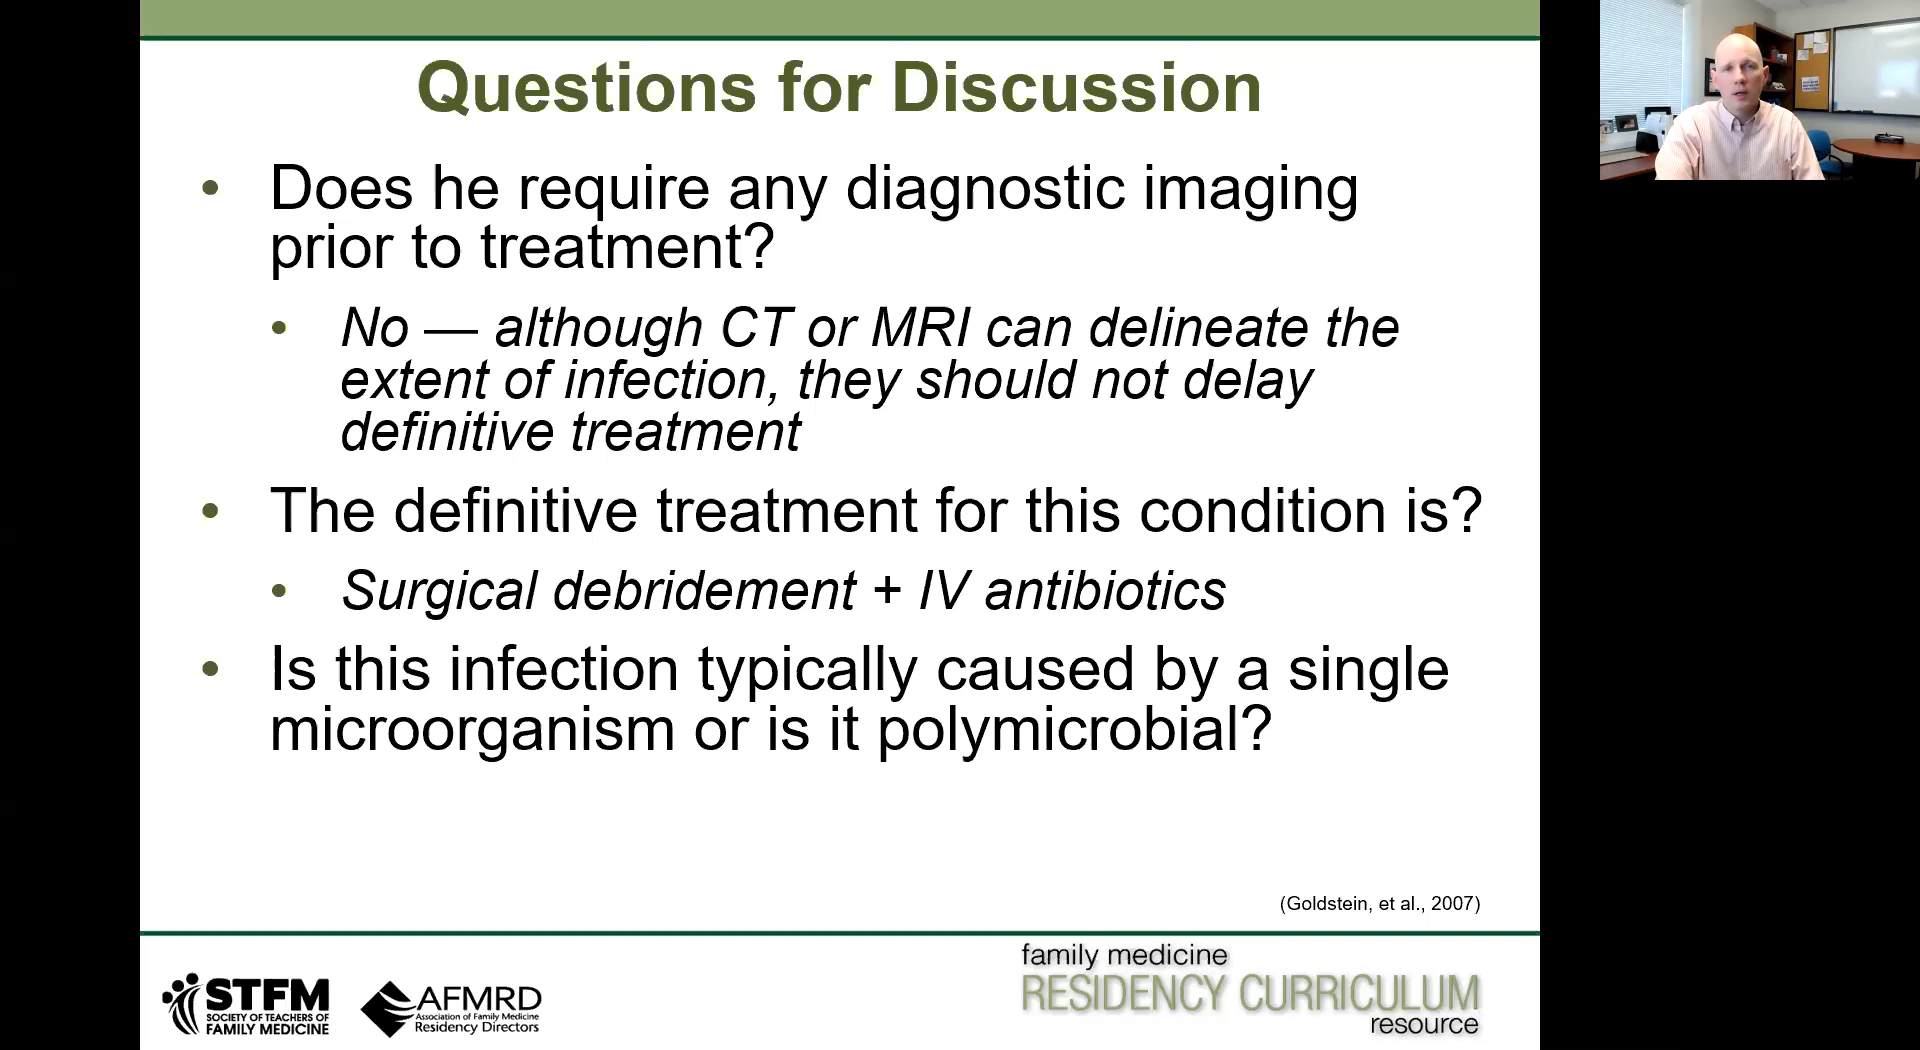 Questions for Discussion
• Does he require any diagnostic imaging
prior to treatment?
• No — although CT or MRI can delineate the
extent of infection, they should not delay
definitive treatment
• The definitive treatment for this condition is?
• Surgical debridement + IV antibiotics
• Is this infection typically caused by a single
microorganism or is it polymicrobial?
(Goldstein, et al., 2007)
STFM
SOCIETY OF TEACHERS OF
FAMILY MEDICINE
AFMRD
Association of Family Medicine
Residency Directors
family medicine
RESIDENCY CURRICULUM
resource